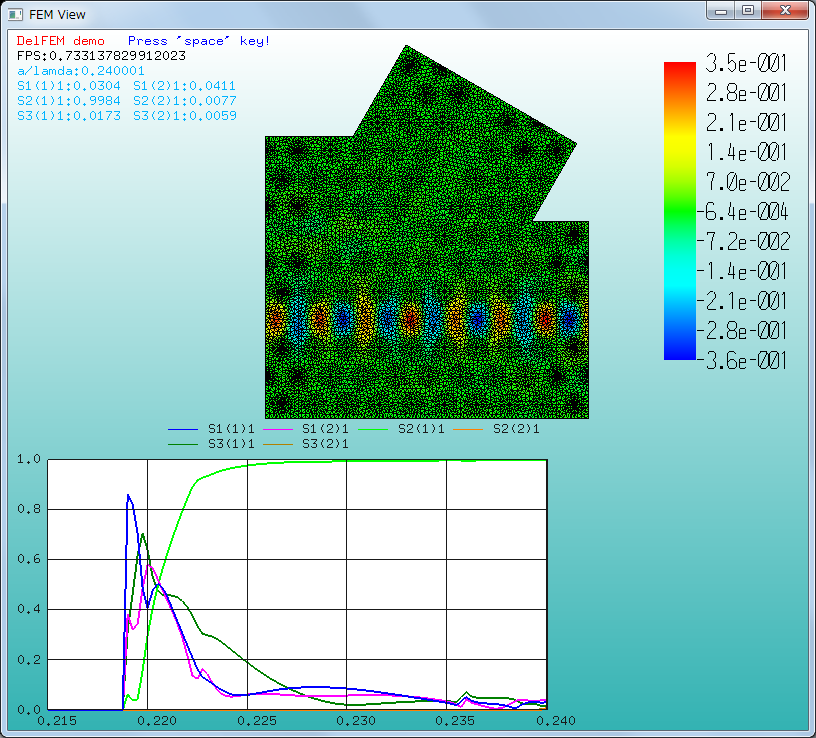 FEM View
DelFEM demo Press 'space' key!
FPS:0.733137829912023
a/lamda:0.240001
S1(1)1:0.0304 S1(2)1:0.0411
S2(1)1:0.9984 S2(2)1:0.0077
S3(1)1:0.0173 S3(2)1:0.0059
3.5e-001
2.8e-001
2.1e-001
1.4e-001
7.0e-002
-6.4e-004
-7.2e-002
-1.4e-001
-2.1e-001
-2.8e-001
-3.6e-001
S1(1)1 S1(2)1 S2(1)1 S2(2)1
S3(1)1 S3(2)1
1.0
0.8
0.6
0.4
0.2
0.0
0.215 0.220 0.225 0.230 0.235 0.240